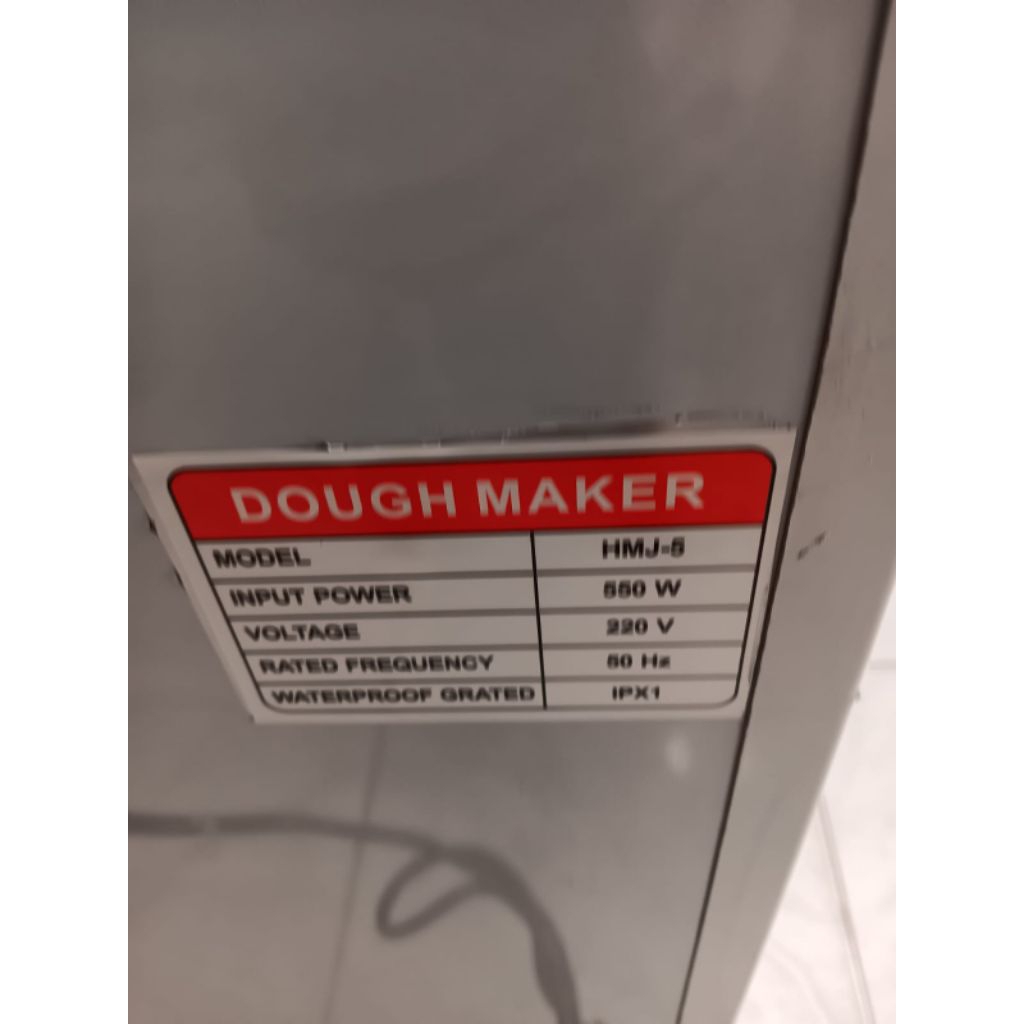 DOUGH MAKER
MODEL HMJ-5
INPUT POWER 550 W
VOLTAGE 220 V
RATED FREQUENCY 50 Hz
WATERPROOF GRATED IPX1